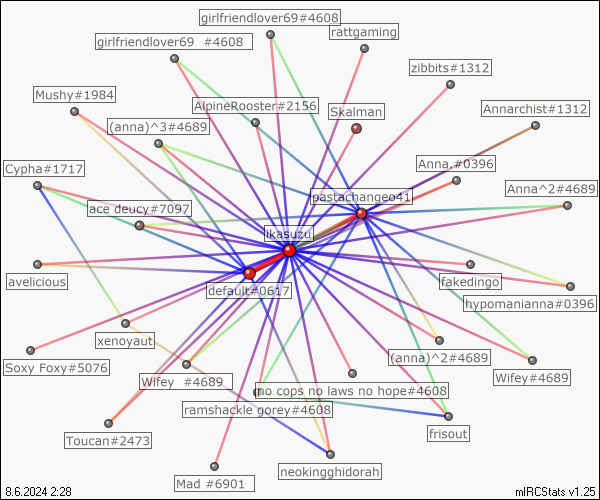 girlfriendlover69#4608
rattgaming
girlfriendlover69 #4608
zibbits#1312
Mushy#1984
AlpineRooster#2156
Skalman
Annarchist#1312
(anna)^3#4689
Cypha#1717
Anna.#0396
Anna^2#4689
pastachangeo41
ace deucy#7097
ikasuzu
avelicious
default#0617
fakedingo
hypomanianna#0396
xenoyaut
(anna)^2#4689
Soxy Foxy#5076
Wifey #4689
no cops no laws no hope#4608
Wifey#4689
ramshackle gorey#4608
Toucan#2473
frisout
Mad #6901
neokingghidorah
8.6.2024 2:28
mIRCStats v1.25